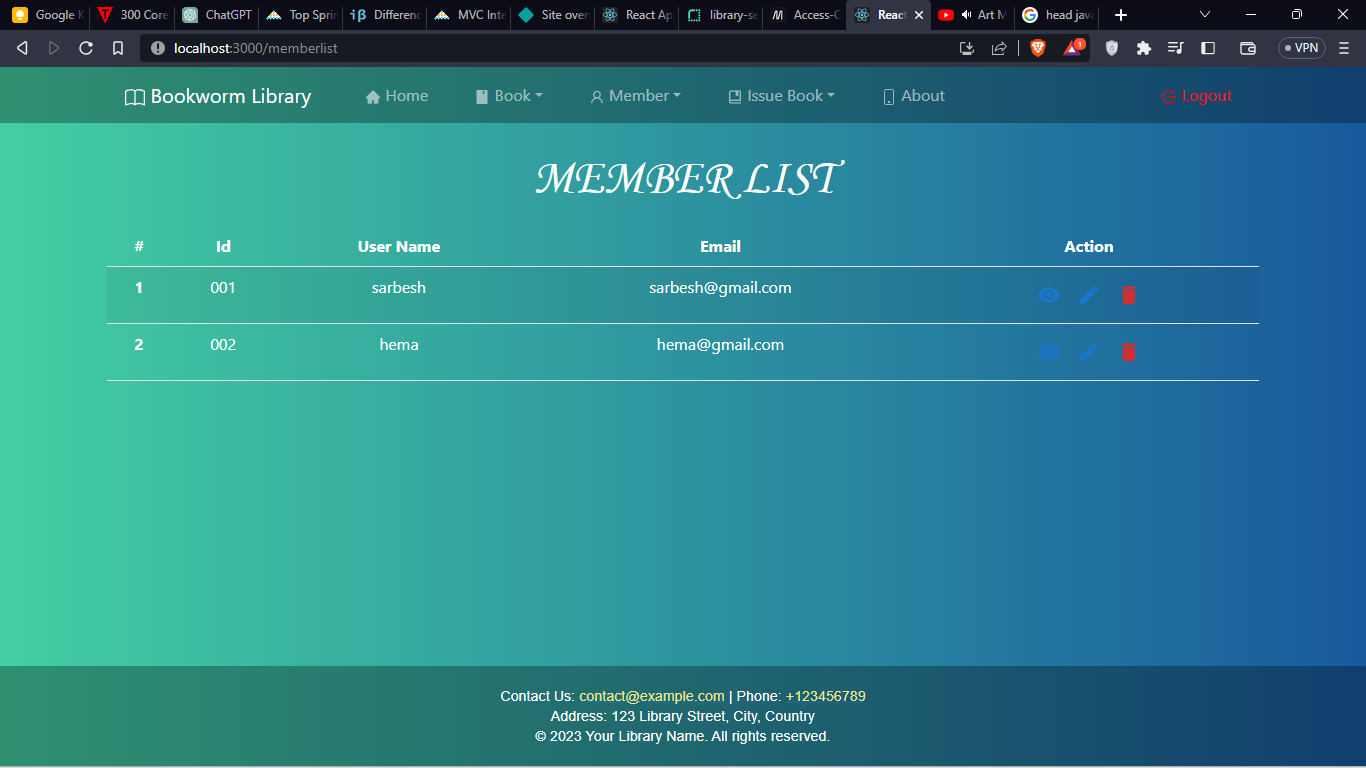 Google K 300 Core ChatGPT Top Sprin Differenc MVC Inte Site over React Ap library-se Access-C React Art M head java
localhost:3000/memberlist 1 VPN
Bookworm Library Home Book Member Issue Book About Logout
MEMBER LIST
# Id User Name Email Action
1 001 sarbesh sarbesh@gmail.com
2 002 hema hema@gmail.com
Contact Us: contact@example.com | Phone: +123456789
Address: 123 Library Street, City, Country
© 2023 Your Library Name. All rights reserved.